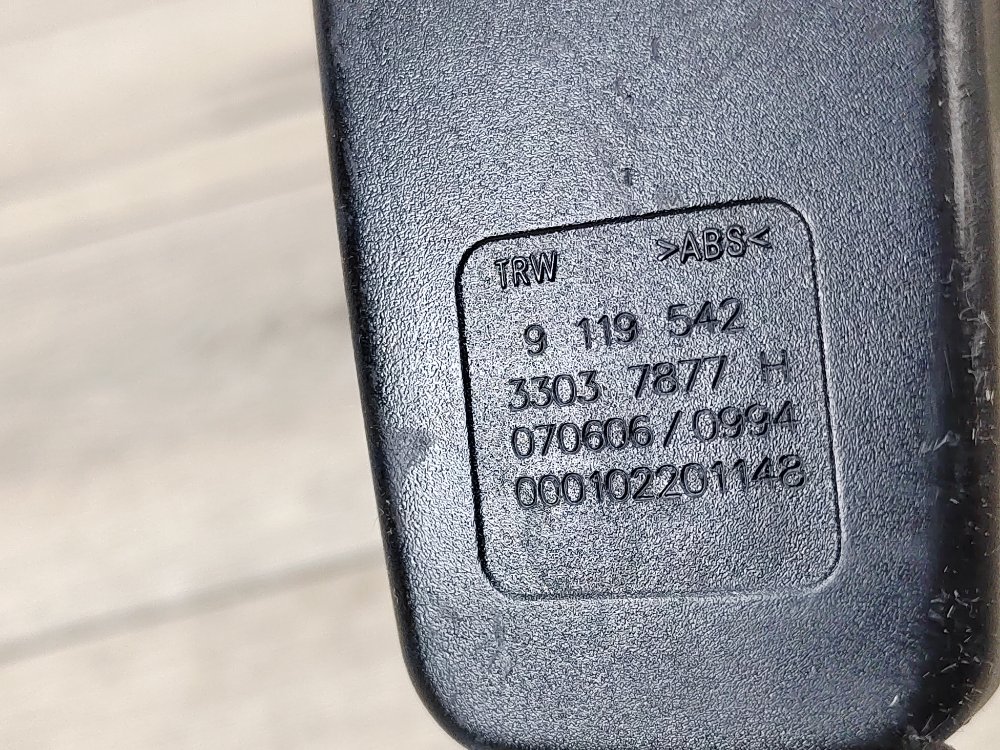 TRW >ABS<
9 119 542
3303 7877 H
070606/0994
000102201148